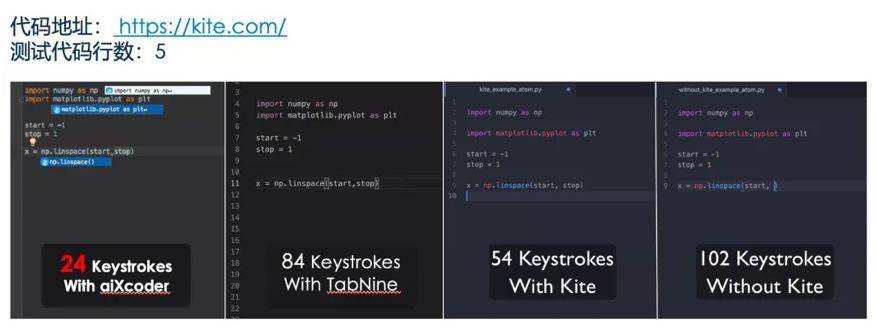 代码地址： https://kite.com/
测试代码行数：5
import numpy as np
import numpy as np↵
import matplotlib.pyplot as plt
matplotlib.pyplot as plt↵
start = -1
stop = 1
x = np.linspace(start,stop)
np.linspace()
24 Keystrokes
With aiXcoder
3
4
5
6
7
8
9
10
11
12
13
14
15
16
17
18
19
20
21
22
import numpy as np
import matplotlib.pyplot as plt
start = -1
stop = 1
x = np.linspace(start,stop)
84 Keystrokes
With TabNine
kite_example_atom.py
1
2
3
4
5
6
7
8
9
10
import numpy as np
import matplotlib.pyplot as plt
start = -1
stop = 1
x = np.linspace(start, stop)
54 Keystrokes
With Kite
without_kite_example_atom.py
1
2
3
4
5
6
7
8
9
import numpy as np
import matplotlib.pyplot as plt
start = -1
stop = 1
x = np.linspace(start, )
102 Keystrokes
Without Kite